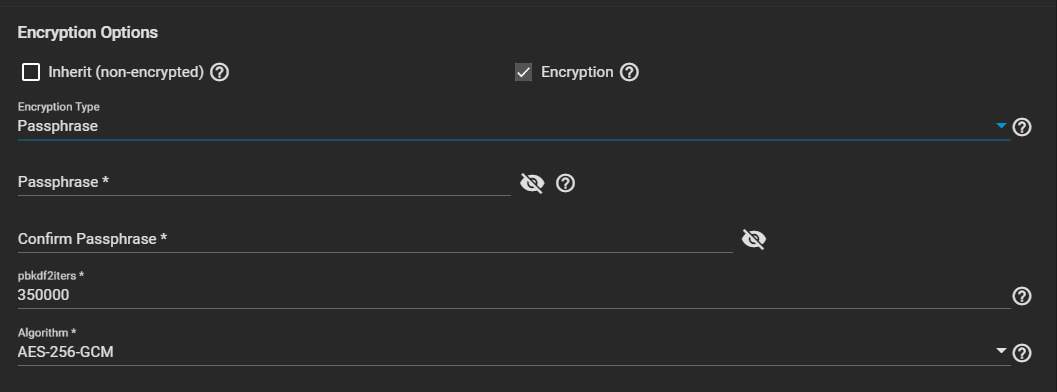 Encryption Options
Inherit (non-encrypted) Encryption
Encryption Type
Passphrase
Passphrase *
Confirm Passphrase *
pbkdf2iters *
350000
Algorithm *
AES-256-GCM